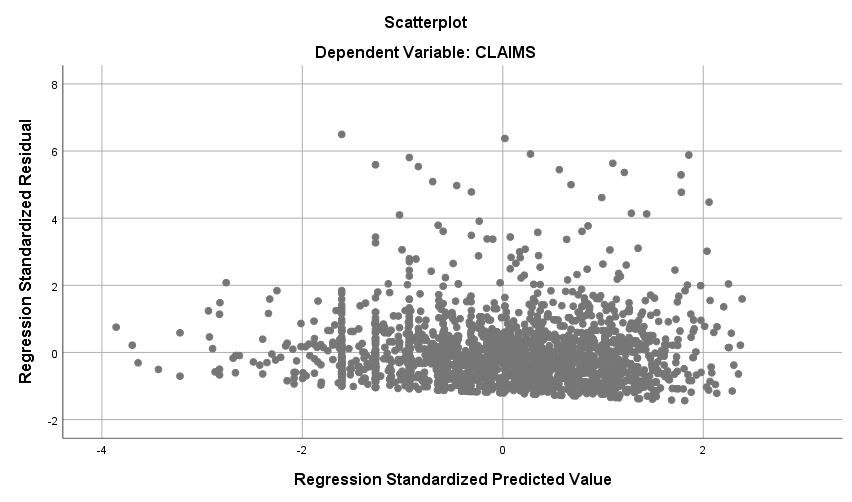 Scatterplot
Dependent Variable: CLAIMS
Regression Standardized Residual
8
6
4
2
0
-2
-4
-2
0
2
Regression Standardized Predicted Value